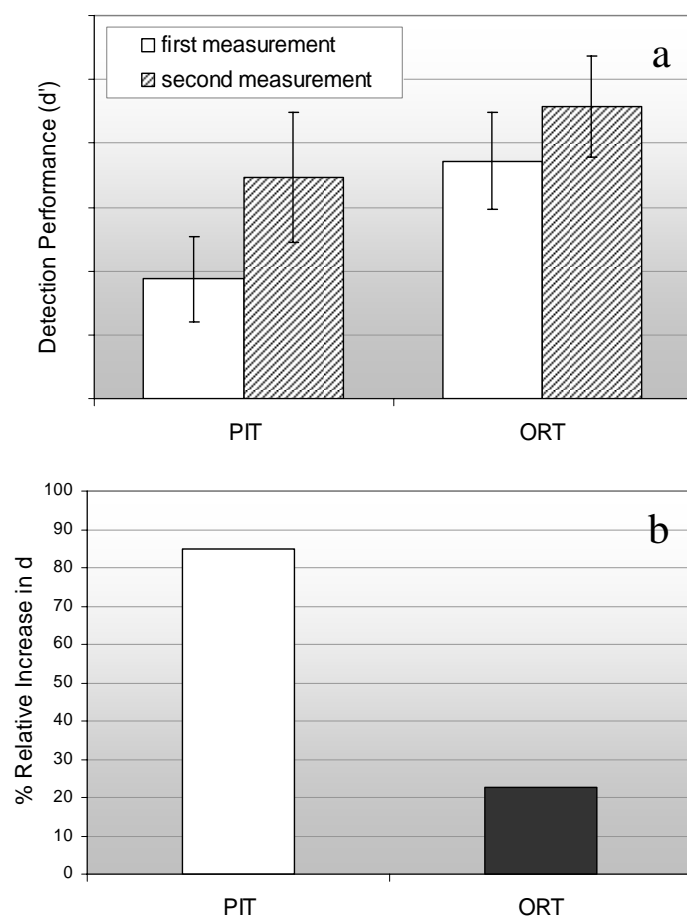 first measurement
second measurement
a
Detection Performance (d')
PIT
ORT
b
100
90
80
70
60
50
40
30
20
10
0
% Relative Increase in d
PIT
ORT